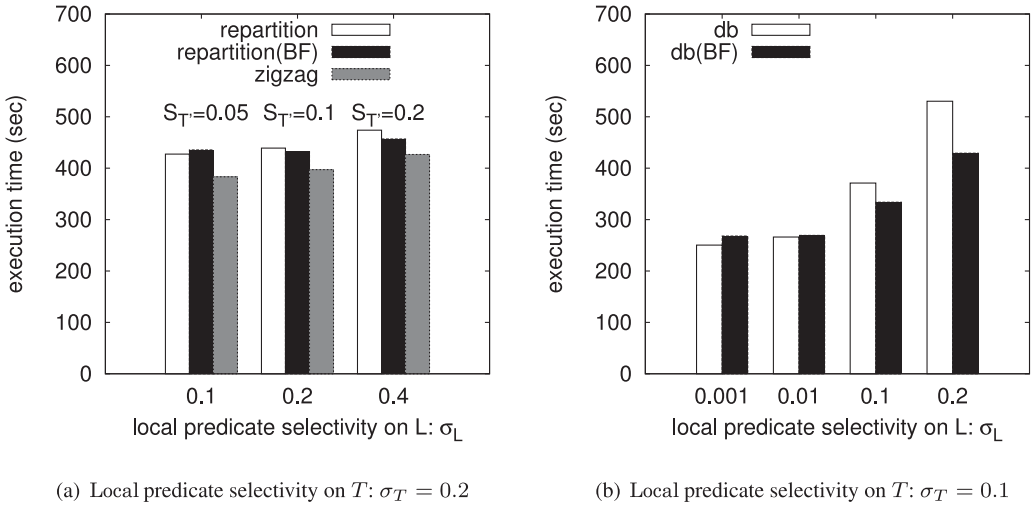 700
600
500
400
300
200
100
0
execution time (sec)
repartition
repartition(BF)
zigzag
S_T'=0.05 S_T'=0.1 S_T'=0.2
0.1 0.2 0.4
local predicate selectivity on L: σ_L
(a) Local predicate selectivity on T: σ_T = 0.2
700
600
500
400
300
200
100
0
execution time (sec)
db
db(BF)
0.001 0.01 0.1 0.2
local predicate selectivity on L: σ_L
(b) Local predicate selectivity on T: σ_T = 0.1